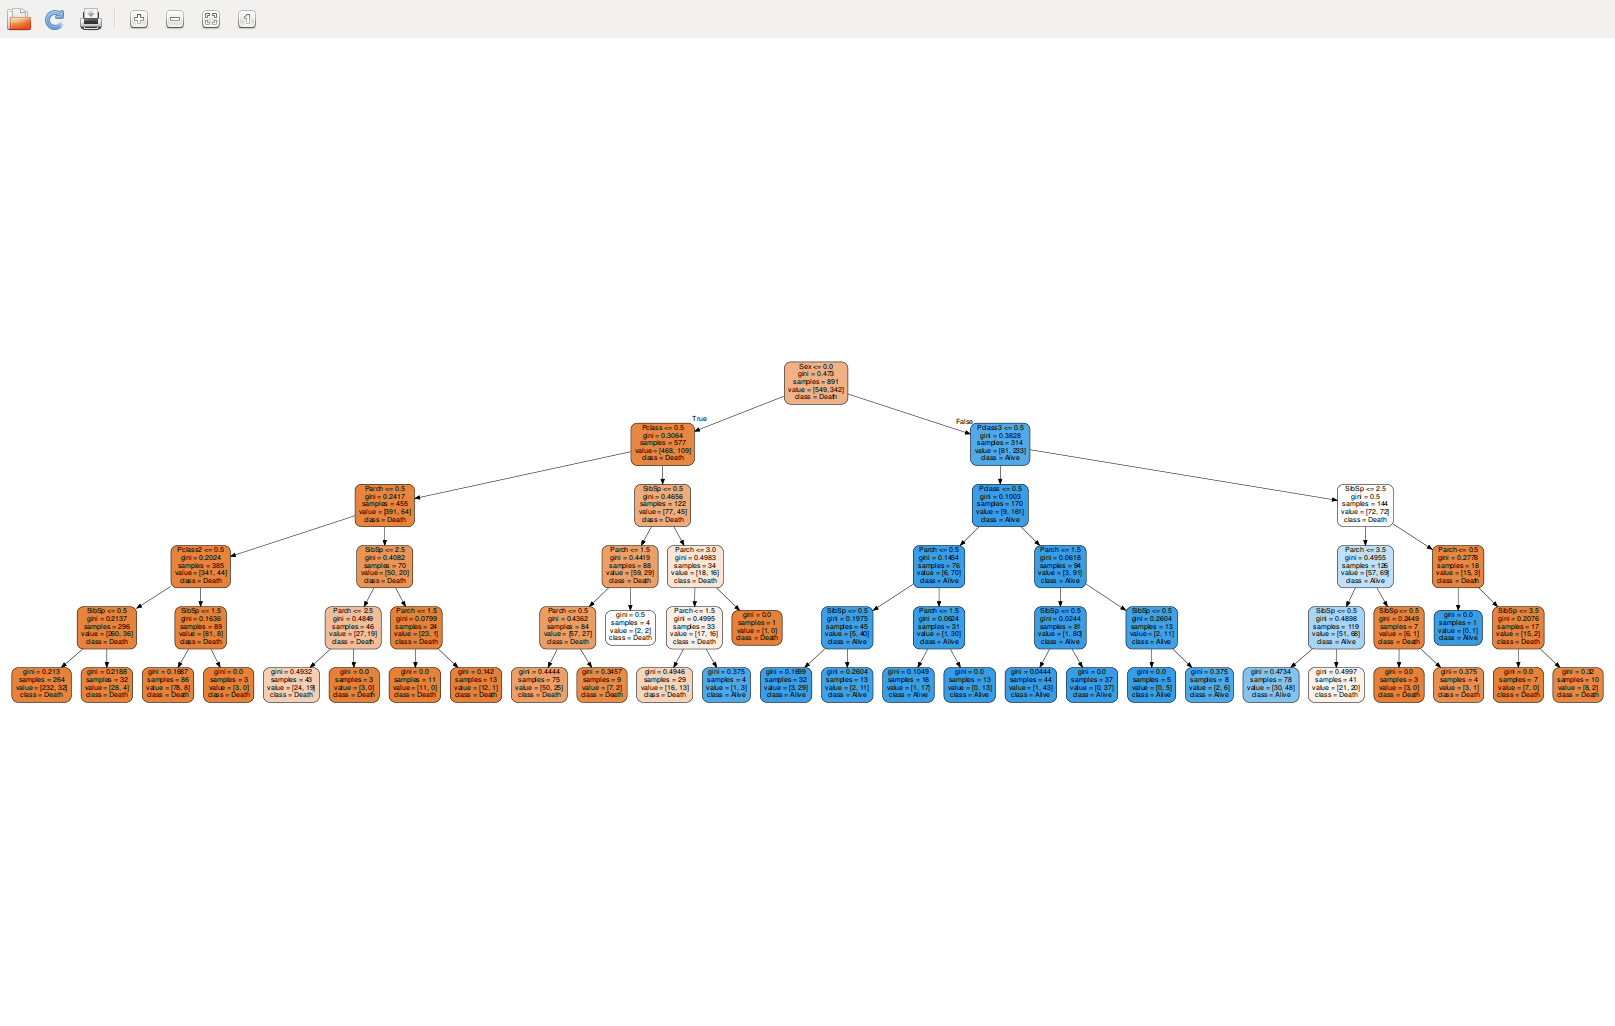 1
Sex <= 0.0
gini = 0.473
samples = 891
value = [549, 342]
class = Death
True
False
Pclass <= 0.5
gini = 0.3064
samples = 577
value = [468, 109]
class = Death
Pclass3 <= 0.5
gini = 0.3828
samples = 314
value = [81, 233]
class = Alive
Parch <= 0.5
gini = 0.2417
samples = 455
value = [391, 64]
class = Death
SibSp <= 0.5
gini = 0.4656
samples = 122
value = [77, 45]
class = Death
Pclass <= 0.5
gini = 0.1003
samples = 170
value = [9, 161]
class = Alive
SibSp <= 2.5
gini = 0.5
samples = 144
value = [72, 72]
class = Death
Pclass2 <= 0.5
gini = 0.2024
samples = 385
value = [341, 44]
class = Death
SibSp <= 2.5
gini = 0.4082
samples = 70
value = [50, 20]
class = Death
Parch <= 1.5
gini = 0.4419
samples = 88
value = [59, 29]
class = Death
Parch <= 3.0
gini = 0.4983
samples = 34
value = [18, 16]
class = Death
Parch <= 0.5
gini = 0.1454
samples = 76
value = [6, 70]
class = Alive
Parch <= 1.5
gini = 0.0618
samples = 94
value = [3, 91]
class = Alive
Parch <= 3.5
gini = 0.4955
samples = 126
value = [57, 69]
class = Alive
Parch <= 0.5
gini = 0.2778
samples = 18
value = [15, 3]
class = Death
SibSp <= 0.5
gini = 0.2137
samples = 296
value = [260, 36]
class = Death
SibSp <= 1.5
gini = 0.1636
samples = 89
value = [81, 8]
class = Death
Parch <= 2.5
gini = 0.4849
samples = 46
value = [27, 19]
class = Death
Parch <= 1.5
gini = 0.0799
samples = 24
value = [23, 1]
class = Death
Parch <= 0.5
gini = 0.4362
samples = 84
value = [57, 27]
class = Death
gini = 0.5
samples = 4
value = [2, 2]
class = Death
Parch <= 1.5
gini = 0.4995
samples = 33
value = [17, 16]
class = Death
gini = 0.0
samples = 1
value = [1, 0]
class = Death
SibSp <= 0.5
gini = 0.1975
samples = 45
value = [5, 40]
class = Alive
Parch <= 1.5
gini = 0.0624
samples = 31
value = [1, 30]
class = Alive
SibSp <= 0.5
gini = 0.0244
samples = 81
value = [1, 80]
class = Alive
SibSp <= 0.5
gini = 0.2604
samples = 13
value = [2, 11]
class = Alive
SibSp <= 0.5
gini = 0.4898
samples = 119
value = [51, 68]
class = Alive
SibSp <= 0.5
gini = 0.2449
samples = 7
value = [6, 1]
class = Death
gini = 0.0
samples = 1
value = [0, 1]
class = Alive
SibSp <= 3.5
gini = 0.2076
samples = 17
value = [15, 2]
class = Death
gini = 0.213
samples = 264
value = [232, 32]
class = Death
gini = 0.2188
samples = 32
value = [28, 4]
class = Death
gini = 0.1687
samples = 86
value = [78, 8]
class = Death
gini = 0.0
samples = 3
value = [3, 0]
class = Death
gini = 0.4932
samples = 43
value = [24, 19]
class = Death
gini = 0.0
samples = 3
value = [3, 0]
class = Death
gini = 0.0
samples = 11
value = [11, 0]
class = Death
gini = 0.142
samples = 13
value = [12, 1]
class = Death
gini = 0.4444
samples = 75
value = [50, 25]
class = Death
gini = 0.3457
samples = 9
value = [7, 2]
class = Death
gini = 0.4946
samples = 29
value = [16, 13]
class = Death
gini = 0.375
samples = 4
value = [1, 3]
class = Alive
gini = 0.1699
samples = 32
value = [3, 29]
class = Alive
gini = 0.2604
samples = 13
value = [2, 11]
class = Alive
gini = 0.1049
samples = 18
value = [1, 17]
class = Alive
gini = 0.0
samples = 13
value = [0, 13]
class = Alive
gini = 0.0444
samples = 44
value = [1, 43]
class = Alive
gini = 0.0
samples = 37
value = [0, 37]
class = Alive
gini = 0.0
samples = 5
value = [0, 5]
class = Alive
gini = 0.375
samples = 8
value = [2, 6]
class = Alive
gini = 0.4734
samples = 78
value = [30, 48]
class = Alive
gini = 0.4997
samples = 41
value = [21, 20]
class = Death
gini = 0.0
samples = 3
value = [3, 0]
class = Death
gini = 0.375
samples = 4
value = [3, 1]
class = Death
gini = 0.0
samples = 7
value = [7, 0]
class = Death
gini = 0.32
samples = 10
value = [8, 2]
class = Death